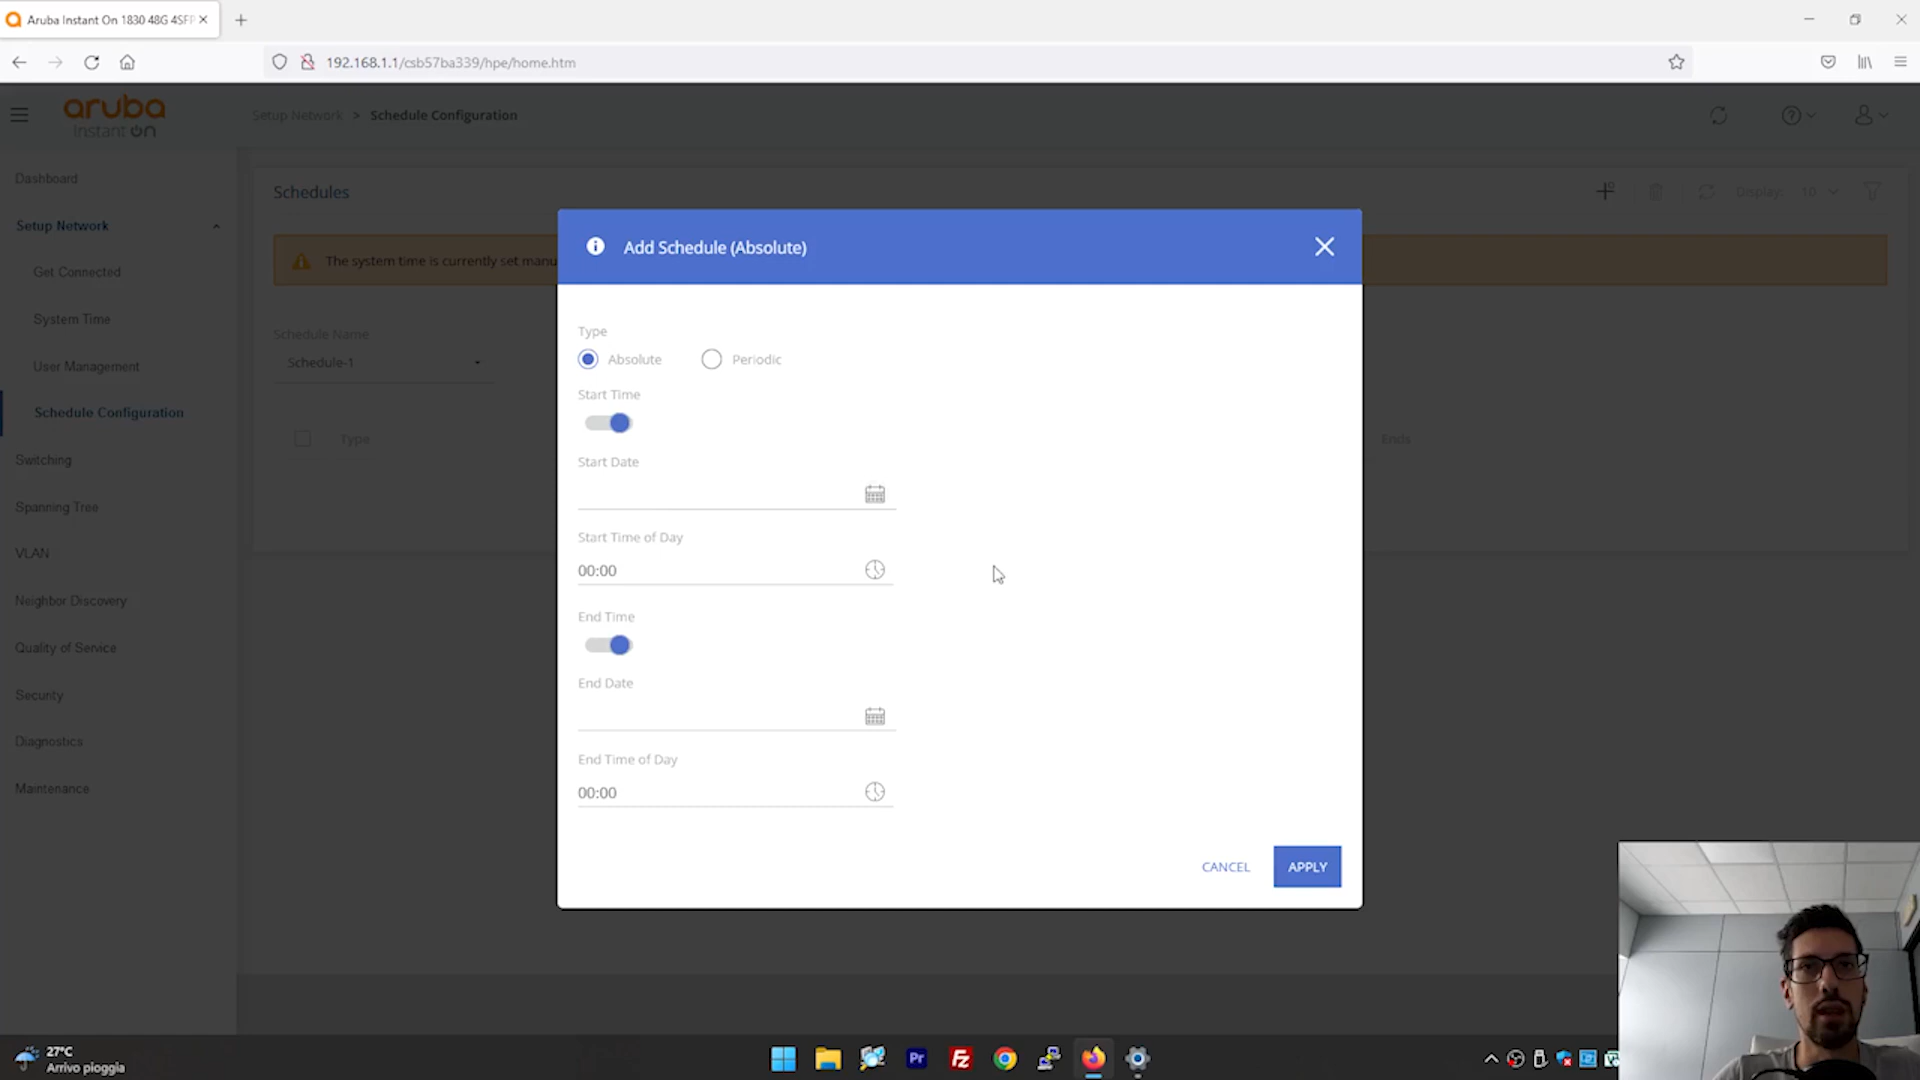 Aruba Instant On 1830 48G 4SFP
192.168.1.1/csb57ba339/hpe/home.htm
aruba
instant on
Setup Network > Schedule Configuration
Dashboard
Setup Network
Get Connected
System Time
User Management
Schedule Configuration
Switching
Spanning Tree
VLAN
Neighbor Discovery
Quality of Service
Security
Diagnostics
Maintenance
Schedules
Display: 10
The system time is currently set manu
Schedule Name
Schedule-1
Type
Ends
Add Schedule (Absolute)
Type
Absolute
Periodic
Start Time
Start Date
Start Time of Day
00:00
End Time
End Date
End Time of Day
00:00
CANCEL
APPLY
27°C
Arrivo pioggia
Pr
FZ